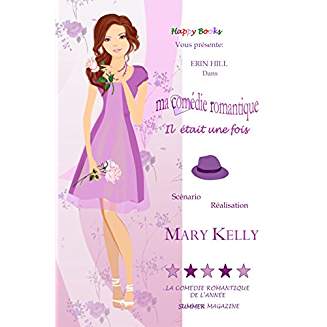 Happy Books
Vous présente:
ERIN HILL
Dans
ma comédie romantique
Il était une fois
Scénario
Réalisation
MARY KELLY
LA COMEDIE ROMANTIQUE
DE L'ANNEE
SUMMER MAGAZINE